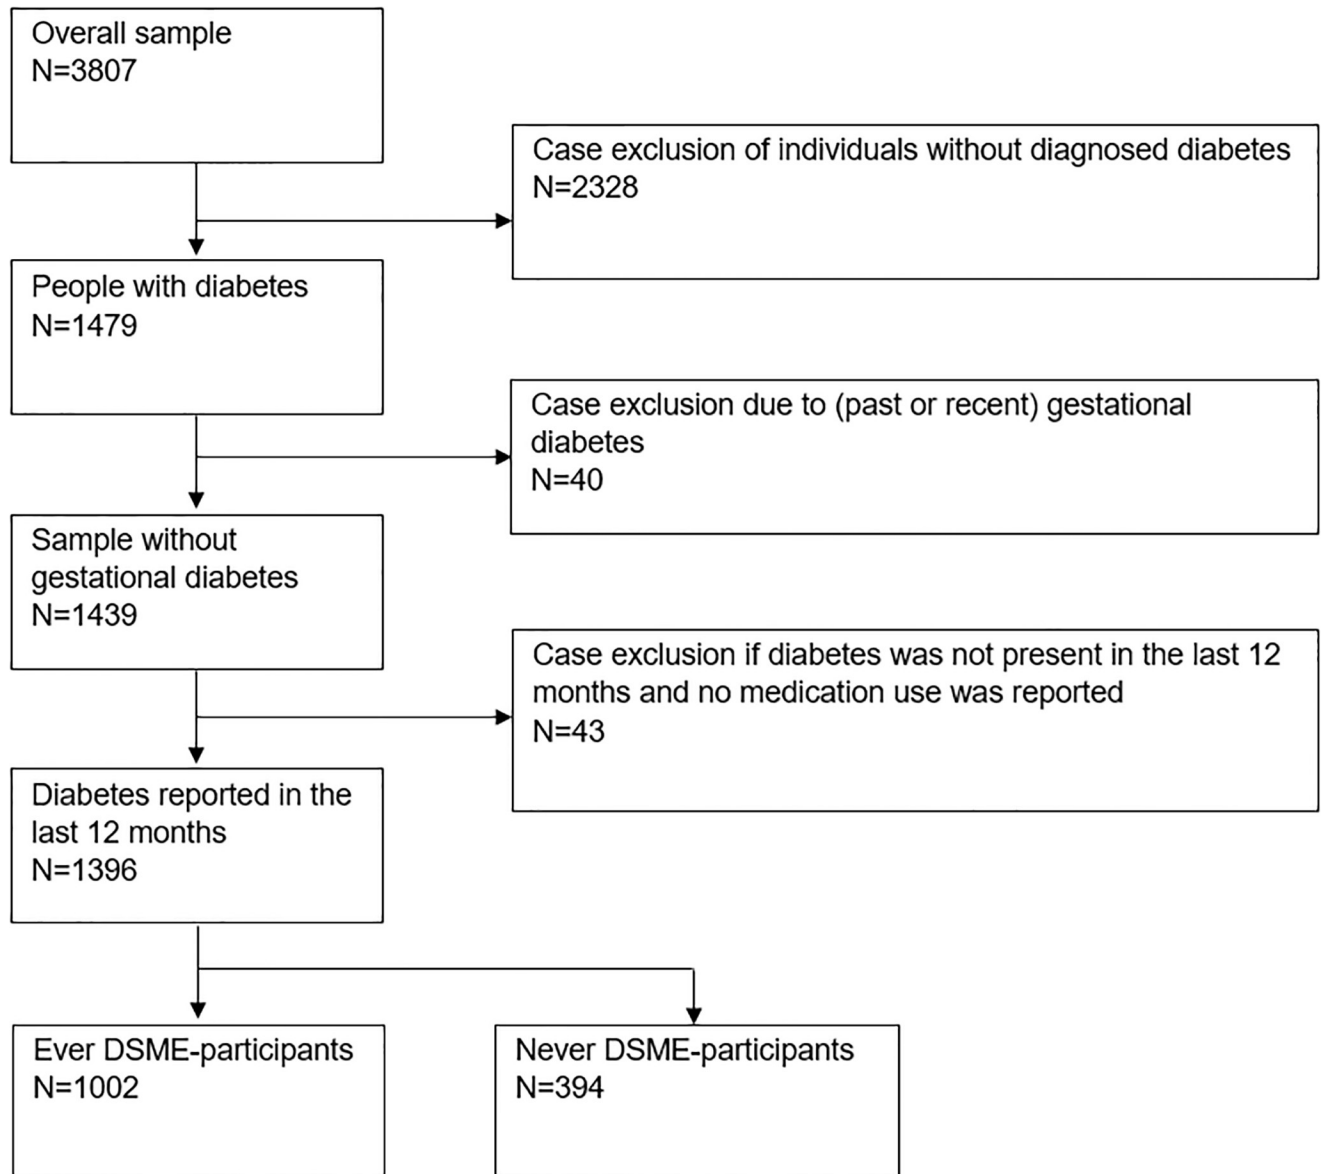 Overall sample
N=3807
Case exclusion of individuals without diagnosed diabetes
N=2328
People with diabetes
N=1479
Case exclusion due to (past or recent) gestational
diabetes
N=40
Sample without
gestational diabetes
N=1439
Case exclusion if diabetes was not present in the last 12
months and no medication use was reported
N=43
Diabetes reported in the
last 12 months
N=1396
Ever DSME-participants
N=1002
Never DSME-participants
N=394